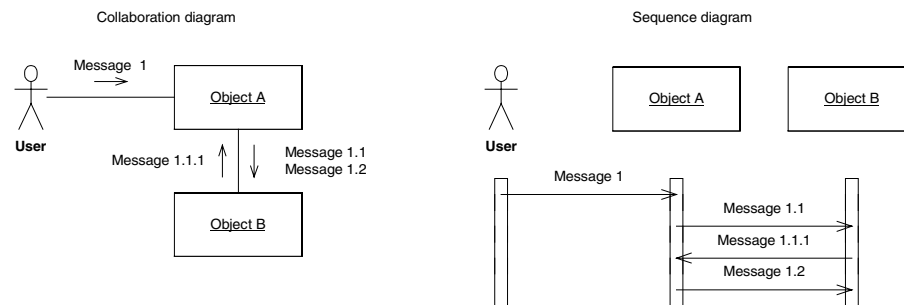 Collaboration diagram
Message 1
Object A
User
Message 1.1.1
Message 1.1
Message 1.2
Object B
Sequence diagram
Object A
Object B
User
Message 1
Message 1.1
Message 1.1.1
Message 1.2